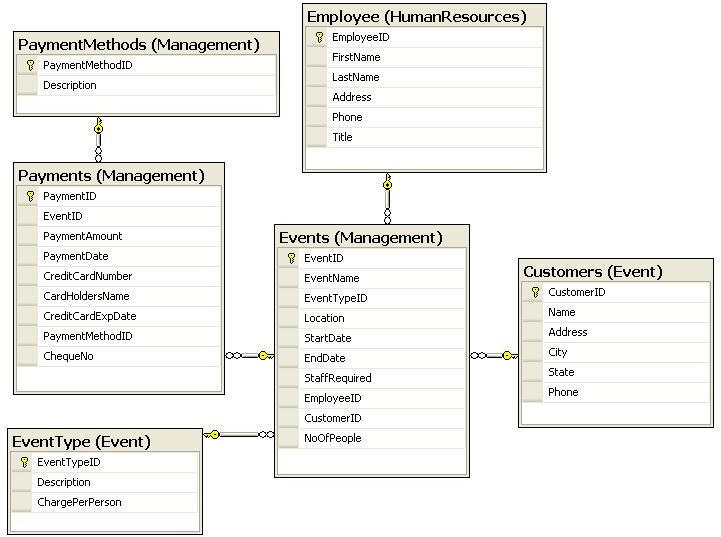 PaymentMethods (Management)
PaymentMethodID
Description
Employee (HumanResources)
EmployeeID
FirstName
LastName
Address
Phone
Title
Payments (Management)
PaymentID
EventID
PaymentAmount
PaymentDate
CreditCardNumber
CardHoldersName
CreditCardExpDate
PaymentMethodID
ChequeNo
Events (Management)
EventID
EventName
EventTypeID
Location
StartDate
EndDate
StaffRequired
EmployeeID
CustomerID
NoOfPeople
Customers (Event)
CustomerID
Name
Address
City
State
Phone
EventType (Event)
EventTypeID
Description
ChargePerPerson